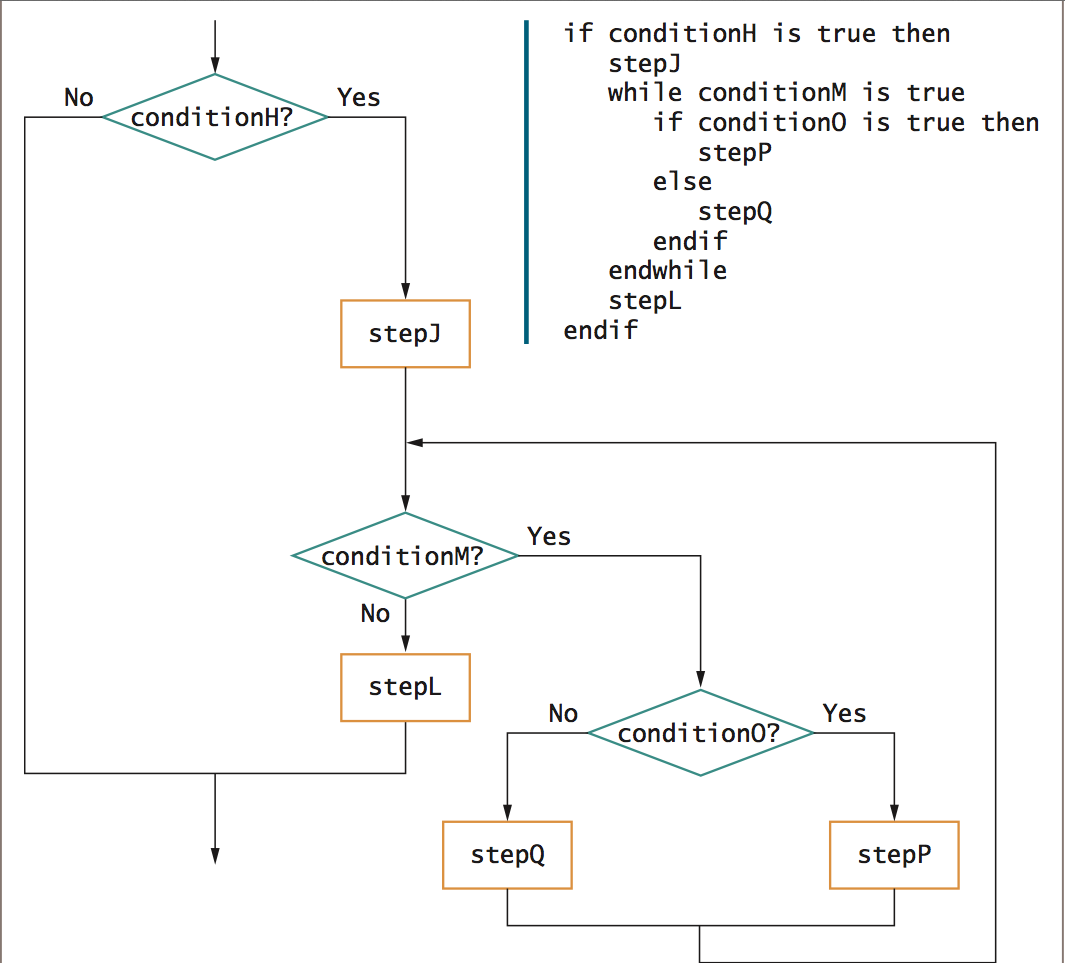 if conditionH is true then
stepJ
while conditionM is true
if conditionO is true then
stepP
else
stepQ
endif
endwhile
stepL
endif
No
Yes
conditionH?
stepJ
Yes
conditionM?
No
stepL
No
Yes
conditionO?
stepQ
stepP